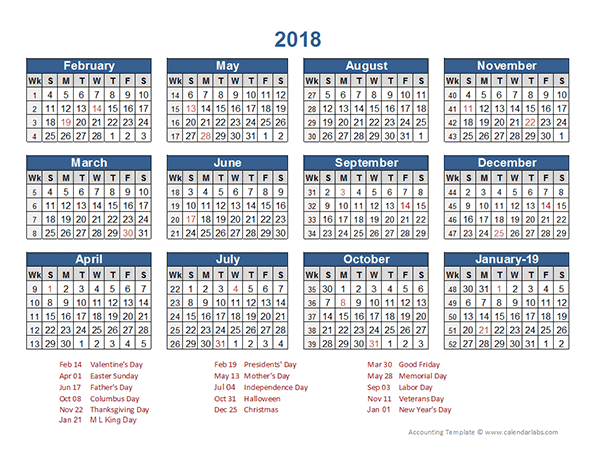 2018
February May August November
Wk S M T W T F S Wk S M T W T F S Wk S M T W T F S Wk S M T W T F S
1 4 5 6 7 8 9 10 14 6 7 8 9 10 11 12 27 5 6 7 8 9 10 11 40 4 5 6 7 8 9 10
2 11 12 13 14 15 16 17 15 13 14 15 16 17 18 19 28 12 13 14 15 16 17 18 41 11 12 13 14 15 16 17
3 18 19 20 21 22 23 24 16 20 21 22 23 24 25 26 29 19 20 21 22 23 24 25 42 18 19 20 21 22 23 24
4 25 26 27 28 1 2 3 17 27 28 29 30 31 1 2 30 26 27 28 29 30 31 1 43 25 26 27 28 29 30 1
March June September December
Wk S M T W T F S Wk S M T W T F S Wk S M T W T F S Wk S M T W T F S
5 4 5 6 7 8 9 10 18 3 4 5 6 7 8 9 31 2 3 4 5 6 7 8 44 2 3 4 5 6 7 8
6 11 12 13 14 15 16 17 19 10 11 12 13 14 15 16 32 9 10 11 12 13 14 15 45 9 10 11 12 13 14 15
7 18 19 20 21 22 23 24 20 17 18 19 20 21 22 23 33 16 17 18 19 20 21 22 46 16 17 18 19 20 21 22
8 25 26 27 28 29 30 31 21 24 25 26 27 28 29 30 34 23 24 25 26 27 28 29 47 23 24 25 26 27 28 29
April July October January-19
Wk S M T W T F S Wk S M T W T F S Wk S M T W T F S Wk S M T W T F S
9 1 2 3 4 5 6 7 22 1 2 3 4 5 6 7 35 30 1 2 3 4 5 6 48 30 31 1 2 3 4 5
10 8 9 10 11 12 13 14 23 8 9 10 11 12 13 14 36 7 8 9 10 11 12 13 49 6 7 8 9 10 11 12
11 15 16 17 18 19 20 21 24 15 16 17 18 19 20 21 37 14 15 16 17 18 19 20 50 13 14 15 16 17 18 19
12 22 23 24 25 26 27 28 25 22 23 24 25 26 27 28 38 21 22 23 24 25 26 27 51 20 21 22 23 24 25 26
13 29 30 1 2 3 4 5 26 29 30 31 1 2 3 4 39 28 29 30 31 1 2 3 52 27 28 29 30 31 1 2
Feb 14 Valentine's Day Feb 19 Presidents' Day Mar 30 Good Friday
Apr 01 Easter Sunday May 13 Mother's Day May 28 Memorial Day
Jun 17 Father's Day Jul 04 Independence Day Sep 03 Labor Day
Oct 08 Columbus Day Oct 31 Halloween Nov 11 Veterans Day
Nov 22 Thanksgiving Day Dec 25 Christmas Jan 01 New Year's Day
Jan 21 M L King Day
Accounting Template © www.calendarlabs.com